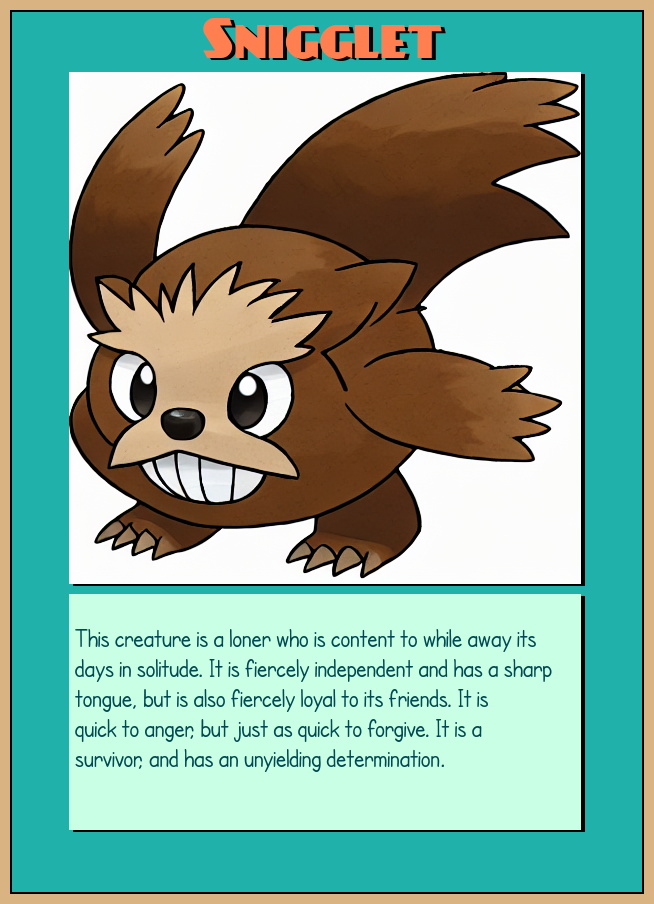 Snigglet
This creature is a loner who is content to while away its
days in solitude. It is fiercely independent and has a sharp
tongue, but is also fiercely loyal to its friends. It is
quick to anger, but just as quick to forgive. It is a
survivor, and has an unyielding determination.